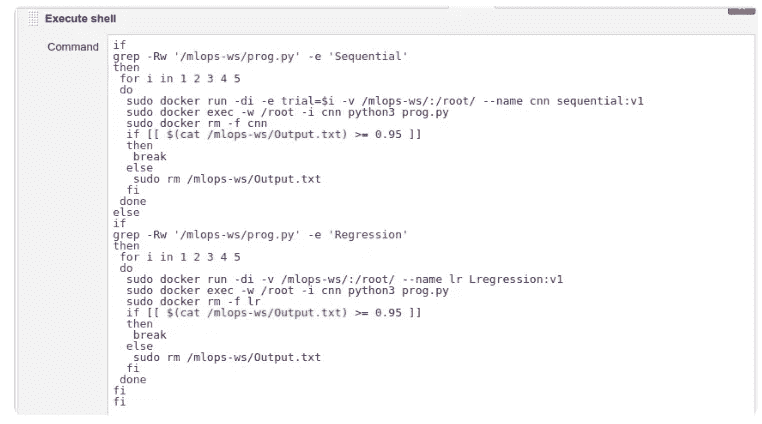 Execute shell
Command
if
grep -Rw '/mlops-ws/prog.py' -e 'Sequential'
then
for i in 1 2 3 4 5
do
sudo docker run -di -e trial=$i -v /mlops-ws/:/root/ --name cnn sequential:v1
sudo docker exec -w /root -i cnn python3 prog.py
sudo docker rm -f cnn
if [[ $(cat /mlops-ws/Output.txt) >= 0.95 ]]
then
break
else
sudo rm /mlops-ws/Output.txt
fi
done
else
if
grep -Rw '/mlops-ws/prog.py' -e 'Regression'
then
for i in 1 2 3 4 5
do
sudo docker run -di -v /mlops-ws/:/root/ --name lr Lregression:v1
sudo docker exec -w /root -i cnn python3 prog.py
sudo docker rm -f lr
if [[ $(cat /mlops-ws/Output.txt) >= 0.95 ]]
then
break
else
sudo rm /mlops-ws/Output.txt
fi
done
fi
fi